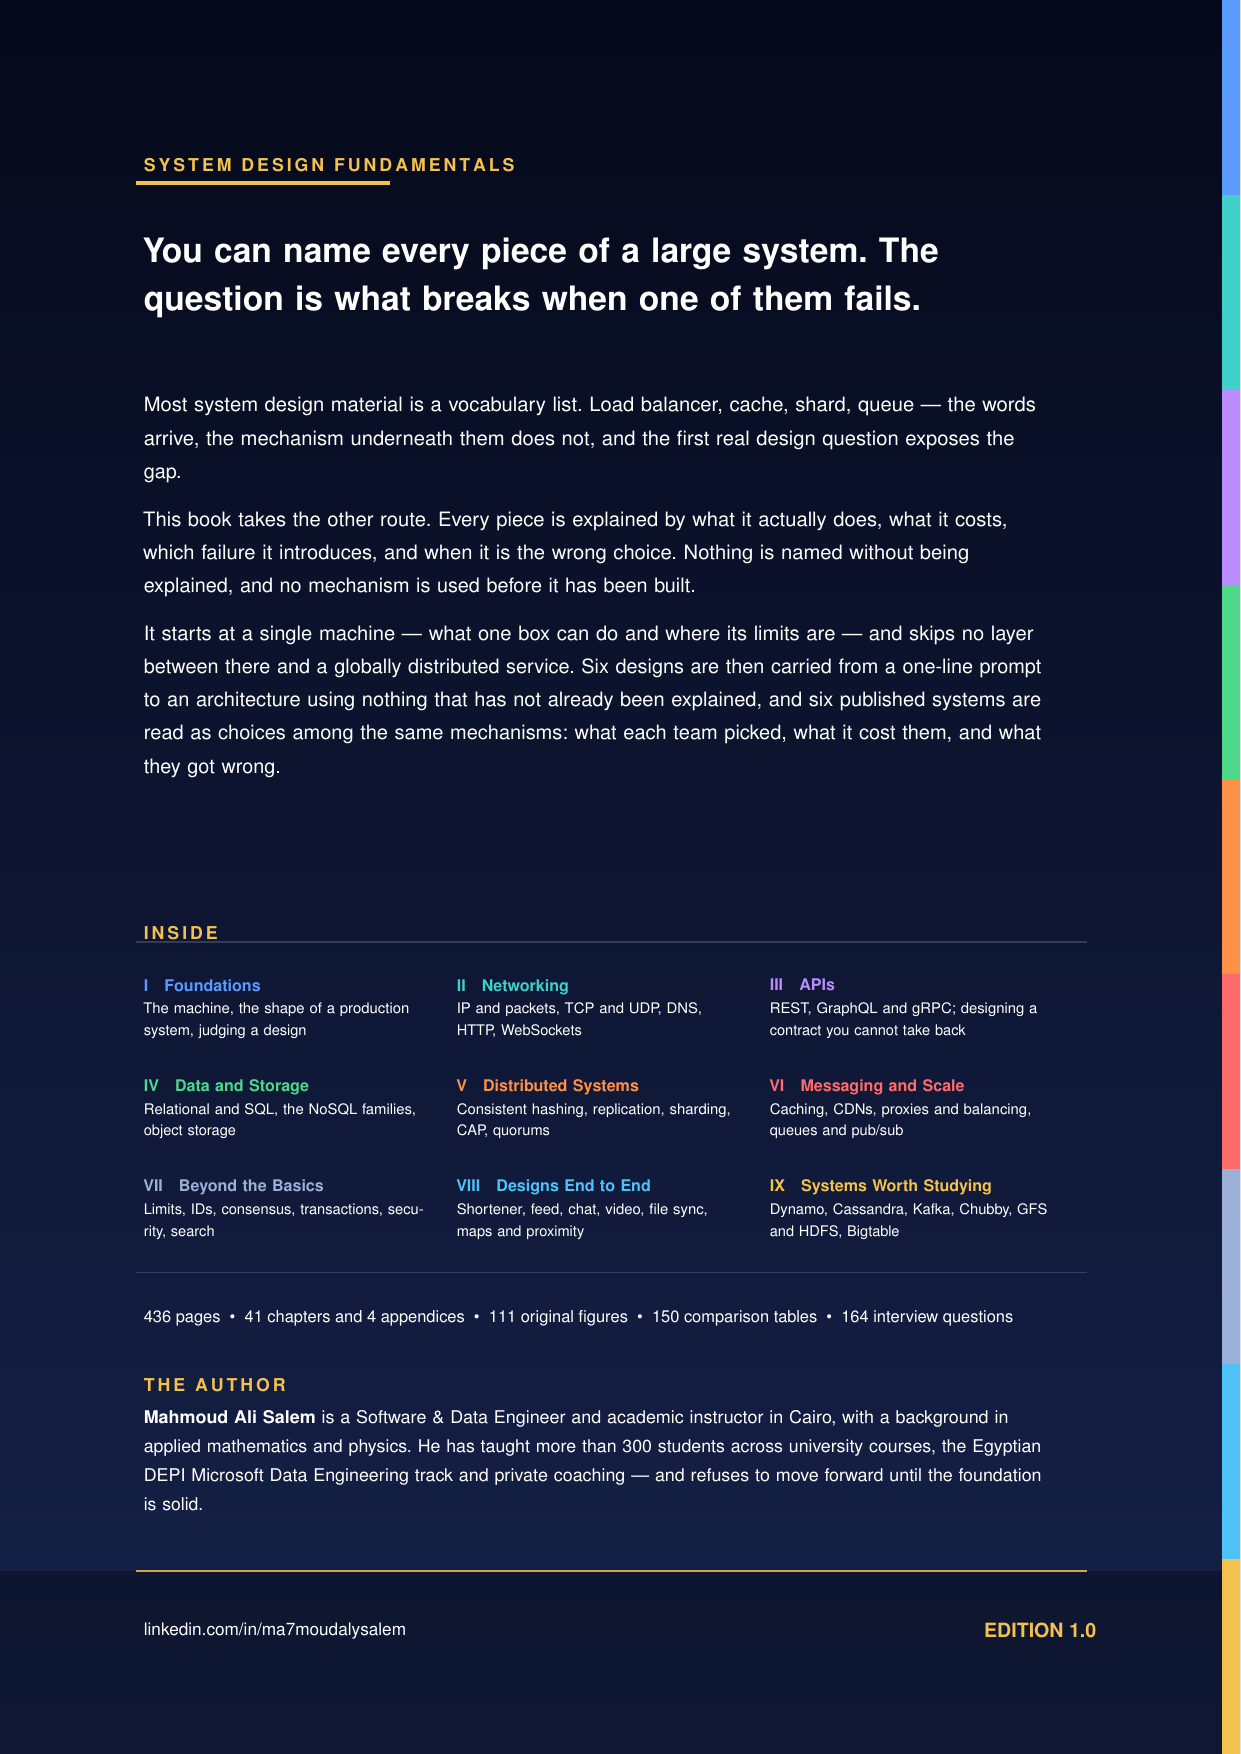 SYSTEM DESIGN FUNDAMENTALS
You can name every piece of a large system. The
question is what breaks when one of them fails.
Most system design material is a vocabulary list. Load balancer, cache, shard, queue — the words
arrive, the mechanism underneath them does not, and the first real design question exposes the
gap.
This book takes the other route. Every piece is explained by what it actually does, what it costs,
which failure it introduces, and when it is the wrong choice. Nothing is named without being
explained, and no mechanism is used before it has been built.
It starts at a single machine — what one box can do and where its limits are — and skips no layer
between there and a globally distributed service. Six designs are then carried from a one-line prompt
to an architecture using nothing that has not already been explained, and six published systems are
read as choices among the same mechanisms: what each team picked, what it cost them, and what
they got wrong.
INSIDE
I Foundations
The machine, the shape of a production
system, judging a design
II Networking
IP and packets, TCP and UDP, DNS,
HTTP, WebSockets
III APIs
REST, GraphQL and gRPC; designing a
contract you cannot take back
IV Data and Storage
Relational and SQL, the NoSQL families,
object storage
V Distributed Systems
Consistent hashing, replication, sharding,
CAP, quorums
VI Messaging and Scale
Caching, CDNs, proxies and balancing,
queues and pub/sub
VII Beyond the Basics
Limits, IDs, consensus, transactions, secu-
rity, search
VIII Designs End to End
Shortener, feed, chat, video, file sync,
maps and proximity
IX Systems Worth Studying
Dynamo, Cassandra, Kafka, Chubby, GFS
and HDFS, Bigtable
436 pages • 41 chapters and 4 appendices • 111 original figures • 150 comparison tables • 164 interview questions
THE AUTHOR
Mahmoud Ali Salem is a Software & Data Engineer and academic instructor in Cairo, with a background in
applied mathematics and physics. He has taught more than 300 students across university courses, the Egyptian
DEPI Microsoft Data Engineering track and private coaching — and refuses to move forward until the foundation
is solid.
linkedin.com/in/ma7moudalysalem
EDITION 1.0